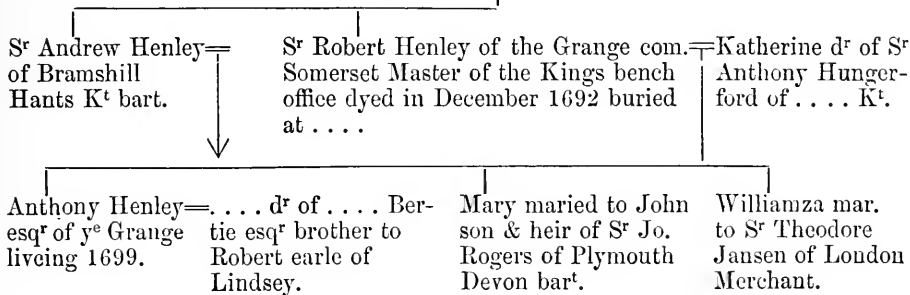 Sʳ Andrew Henley=
of Bramshill
Hants Kᵗ bart.
Sʳ Robert Henley of the Grange com.=
Somerset Master of the Kings bench
office dyed in December 1692 buried
at . . . .
Katherine dʳ of Sʳ
Anthony Hunger-
ford of . . . . Kᵗ.
Anthony Henley=
esqʳ of yᵉ Grange
liveing 1699.
. . . . dʳ of . . . . Ber-
tie esqʳ brother to
Robert earle of
Lindsey.
Mary maried to John
son & heir of Sʳ Jo.
Rogers of Plymouth
Devon barᵗ.
Williamza mar.
to Sʳ Theodore
Jansen of London
Merchant.